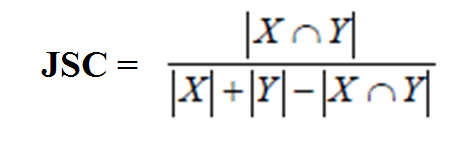 JSC = |X ∩ Y|
|X| + |Y| − |X ∩ Y|